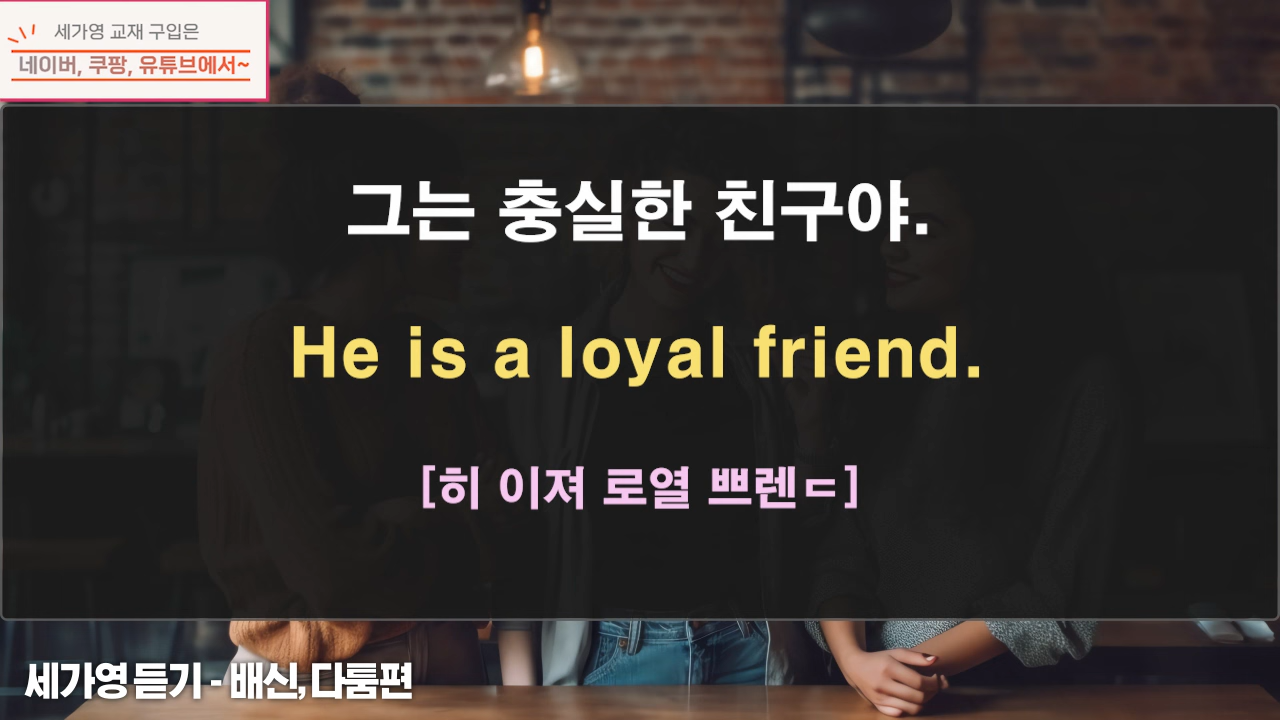 세가영 교재 구입은
네이버, 쿠팡, 유튜브에서~
그는 충실한 친구야.
He is a loyal friend.
[히 이져 로열 쁘렌ㄷ]
세가영 듣기 - 배신, 다툼편